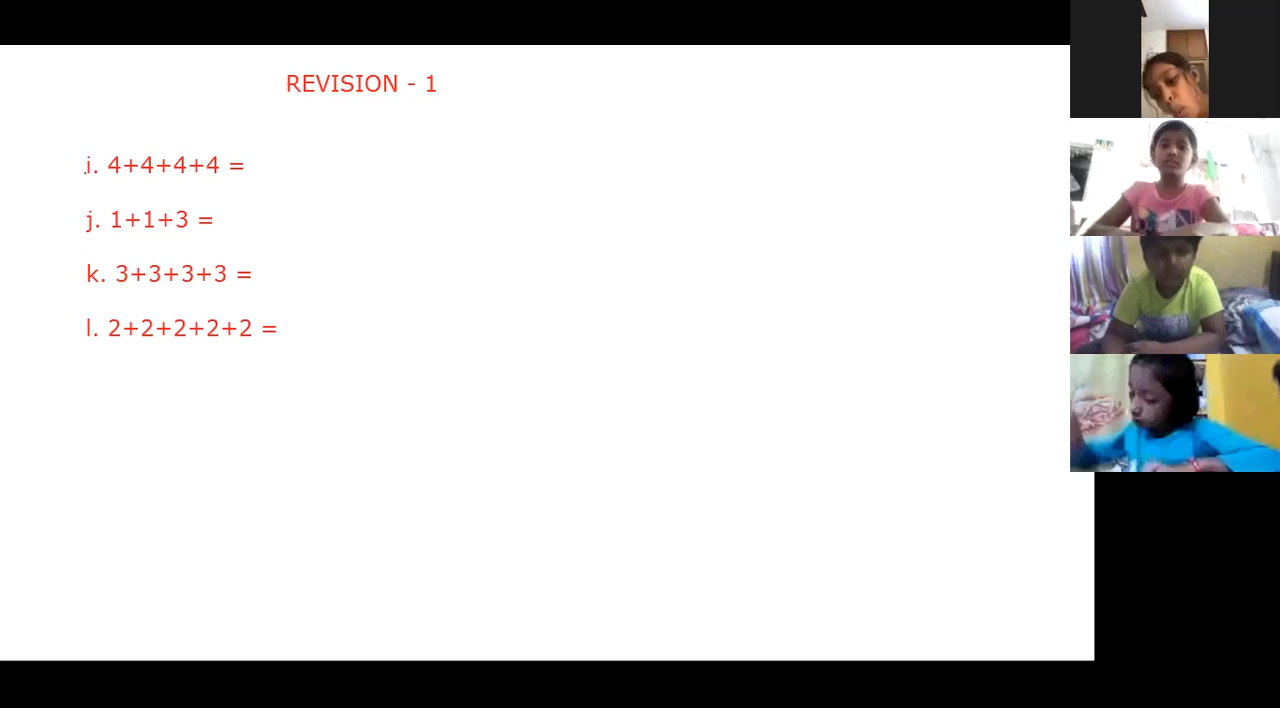 REVISION - 1
i. 4+4+4+4 =
j. 1+1+3 =
k. 3+3+3+3 =
l. 2+2+2+2+2 =